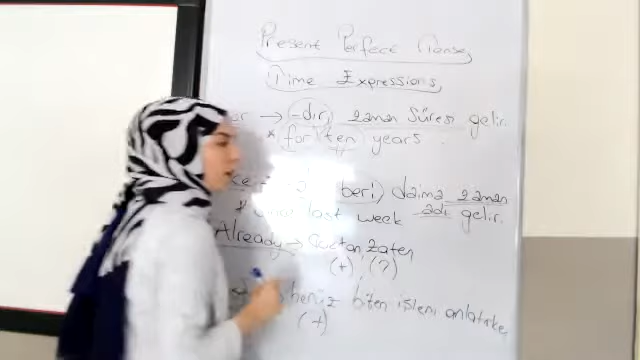 Present Perfect Tense
Time Expressions
→ (-dır) zaman süresi gelir.
* for ten years
beri) daima zaman
* last week adı gelir.
Already → Çoktan, zaten
(+) (?)
henüz biten işleri anlatırken
(+)